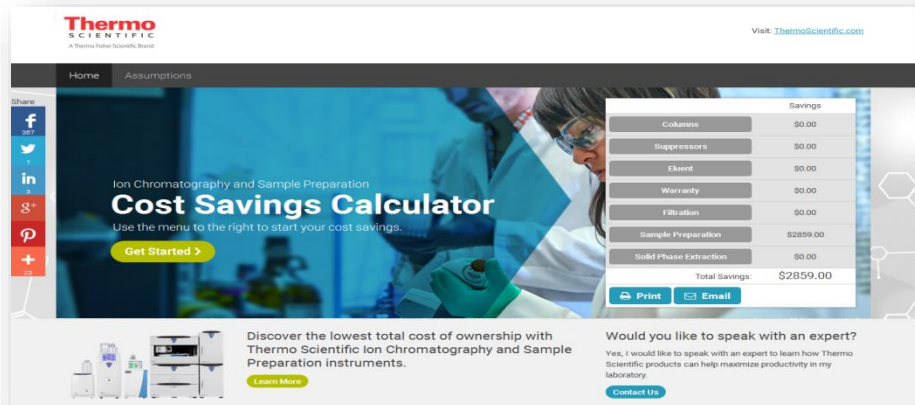 Thermo
SCIENTIFIC
A Thermo Fisher Scientific Brand
Visit: ThermoScientific.com
Home Assumptions
Share
367
1
in
3
8+
22
Ion Chromatography and Sample Preparation
Cost Savings Calculator
Use the menu to the right to start your cost savings.
Get Started >
Savings
Columns $0.00
Suppressors $0.00
Eluent $0.00
Warranty $0.00
Filtration $0.00
Sample Preparation $2859.00
Solid Phase Extraction $0.00
Total Savings: $2859.00
Print Email
Discover the lowest total cost of ownership with
Thermo Scientific Ion Chromatography and Sample
Preparation instruments.
Learn More
Would you like to speak with an expert?
Yes, I would like to speak with an expert to learn how Thermo
Scientific products can help maximize productivity in my
laboratory.
Contact Us